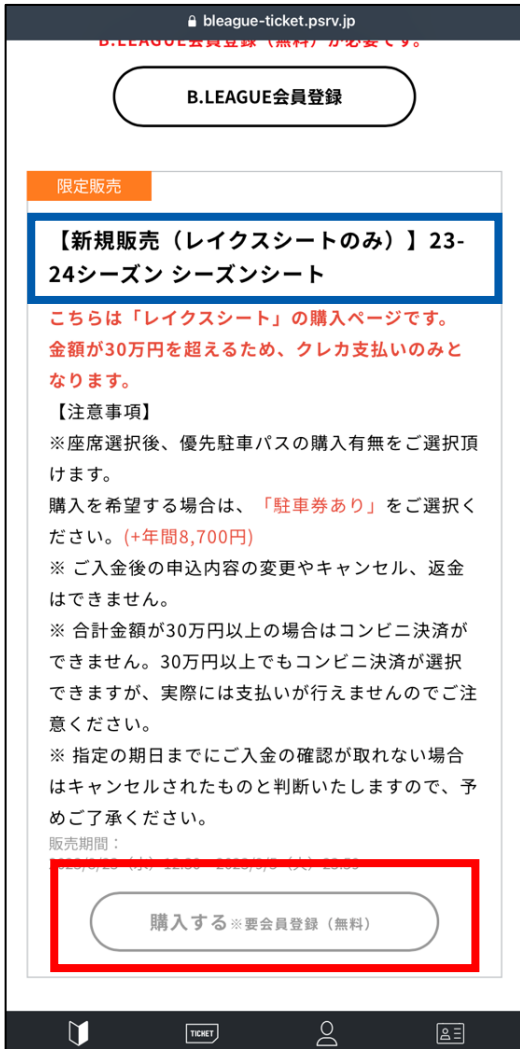 bleague-ticket.psrv.jp
B.LEAGUE会員登録（無料）が必要です。
B.LEAGUE会員登録
限定販売
【新規販売（レイクスシートのみ）】23-
24シーズン シーズンシート
こちらは「レイクスシート」の購入ページです。
金額が30万円を超えるため、クレカ支払いのみと
なります。
【注意事項】
※座席選択後、優先駐車パスの購入有無をご選択頂
けます。
購入を希望する場合は、「駐車券あり」をご選択く
ださい。(+年間8,700円)
※ ご入金後の申込内容の変更やキャンセル、返金
はできません。
※ 合計金額が30万円以上の場合はコンビニ決済が
できません。30万円以上でもコンビニ決済が選択
できますが、実際には支払いが行えませんのでご注
意ください。
※ 指定の期日までにご入金の確認が取れない場合
はキャンセルされたものと判断いたしますので、予
めご了承ください。
販売期間：
購入する※要会員登録（無料）
TICKET